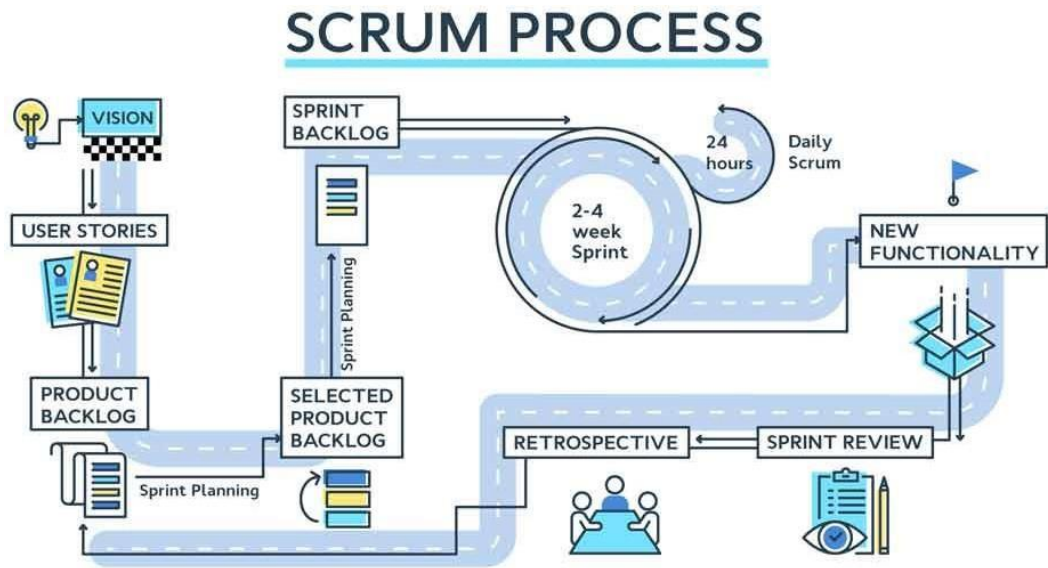 SCRUM PROCESS
VISION
USER STORIES
PRODUCT
BACKLOG
Sprint Planning
SELECTED
PRODUCT
BACKLOG
Sprint Planning
SPRINT
BACKLOG
2-4
week
Sprint
24
hours
Daily
Scrum
NEW
FUNCTIONALITY
SPRINT REVIEW
RETROSPECTIVE